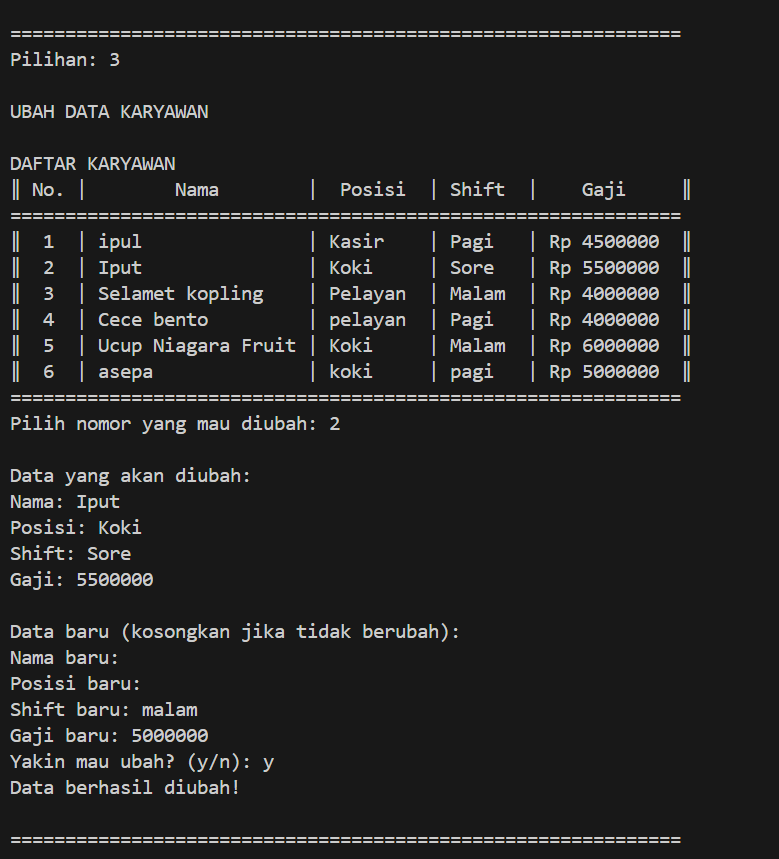 =============================================================
Pilihan: 3
UBAH DATA KARYAWAN
DAFTAR KARYAWAN
║ No. │        Nama        │  Posisi  │ Shift  │    Gaji     ║
=============================================================
║  1  │ ipul               │ Kasir    │ Pagi   │ Rp 4500000  ║
║  2  │ Iput               │ Koki     │ Sore   │ Rp 5500000  ║
║  3  │ Selamet kopling    │ Pelayan  │ Malam  │ Rp 4000000  ║
║  4  │ Cece bento         │ pelayan  │ Pagi   │ Rp 4000000  ║
║  5  │ Ucup Niagara Fruit │ Koki     │ Malam  │ Rp 6000000  ║
║  6  │ asepa              │ koki     │ pagi   │ Rp 5000000  ║
=============================================================
Pilih nomor yang mau diubah: 2
Data yang akan diubah:
Nama: Iput
Posisi: Koki
Shift: Sore
Gaji: 5500000
Data baru (kosongkan jika tidak berubah):
Nama baru:
Posisi baru:
Shift baru: malam
Gaji baru: 5000000
Yakin mau ubah? (y/n): y
Data berhasil diubah!
=============================================================